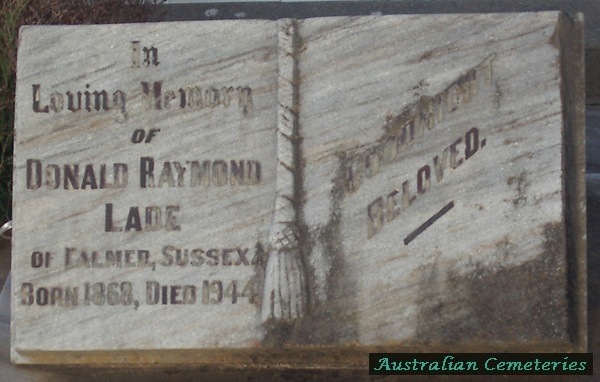 In
Loving Memory
OF
DONALD RAYMOND
LADE
OF FALMER, SUSSEX,
BORN 1868, DIED 1944
GOODNIGHT
BELOVED.
Australian Cemeteries